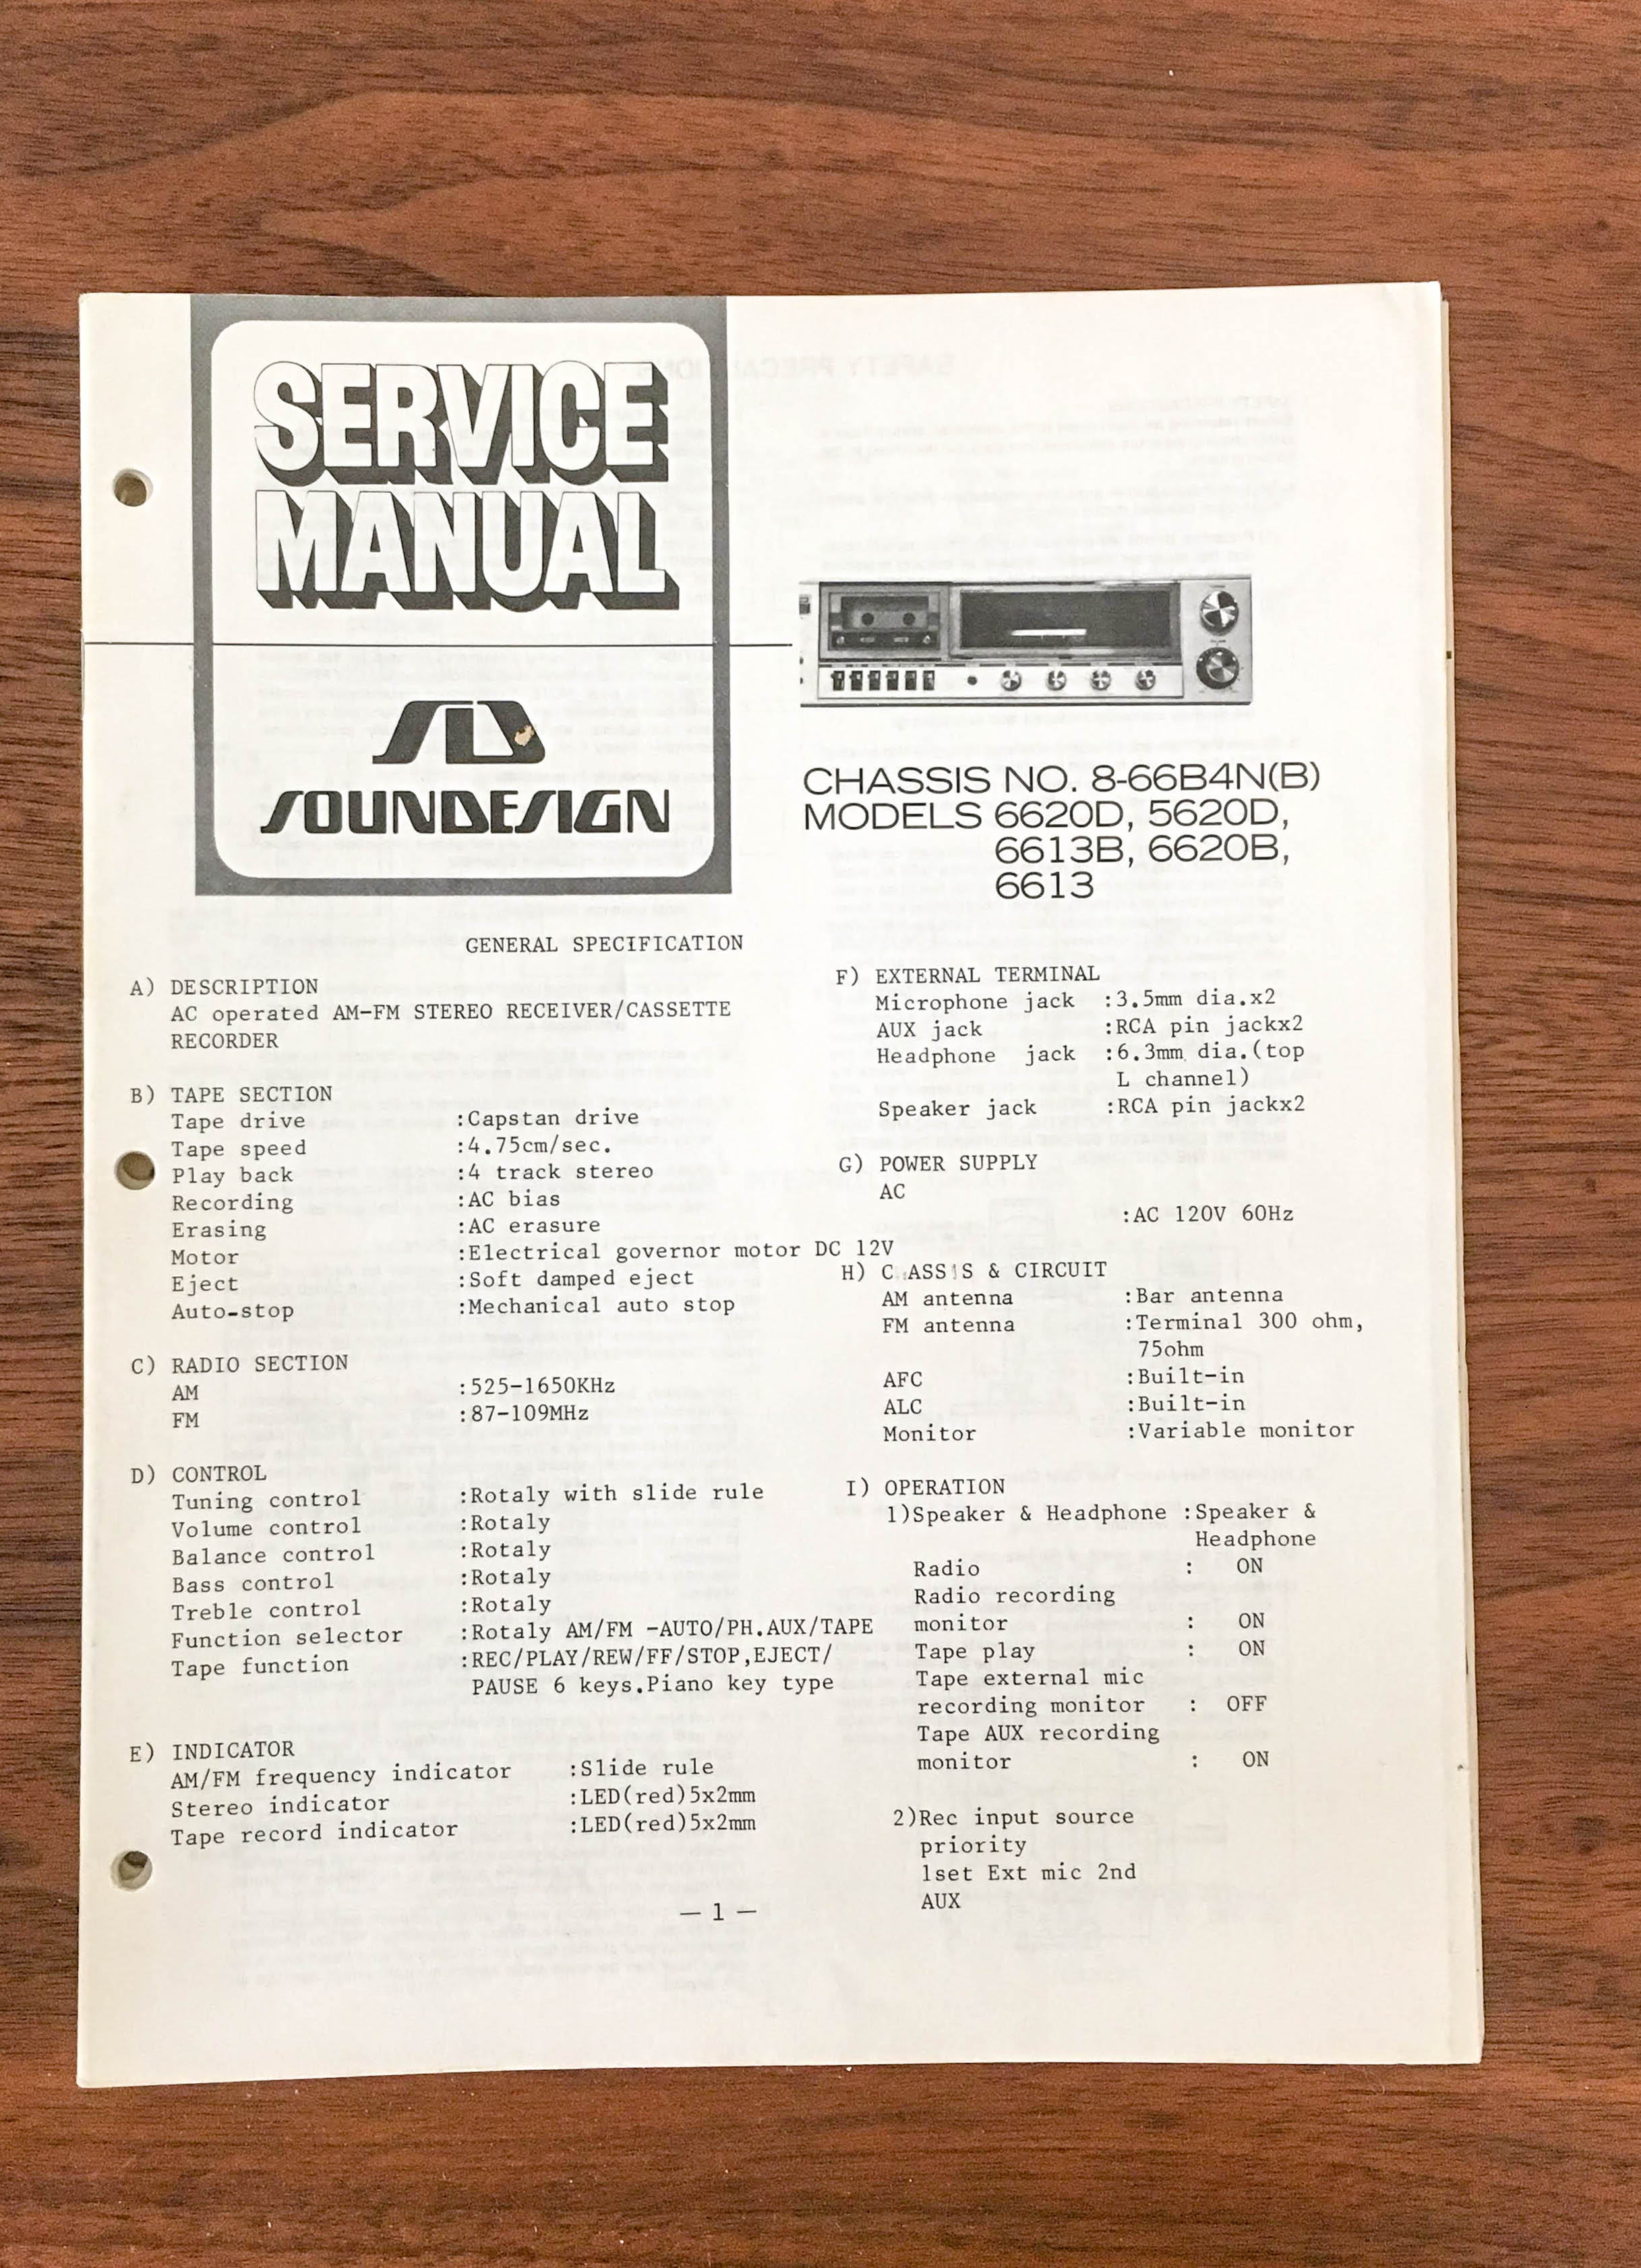 SERVICE
MANUAL
SD
SOUNDESIGN
CHASSIS NO. 8-66B4N(B)
MODELS 6620D, 5620D,
6613B, 6620B,
6613
GENERAL SPECIFICATION
A) DESCRIPTION
AC operated AM-FM STEREO RECEIVER/CASSETTE
RECORDER
B) TAPE SECTION
Tape drive :Capstan drive
Tape speed :4.75cm/sec.
Play back :4 track stereo
Recording :AC bias
Erasing :AC erasure
Motor :Electrical governor motor DC 12V
Eject :Soft damped eject
Auto-stop :Mechanical auto stop
C) RADIO SECTION
AM :525-1650KHz
FM :87-109MHz
D) CONTROL
Tuning control :Rotaly with slide rule
Volume control :Rotaly
Balance control :Rotaly
Bass control :Rotaly
Treble control :Rotaly
Function selector :Rotaly AM/FM -AUTO/PH.AUX/TAPE
Tape function :REC/PLAY/REW/FF/STOP,EJECT/
PAUSE 6 keys.Piano key type
E) INDICATOR
AM/FM frequency indicator :Slide rule
Stereo indicator :LED(red)5x2mm
Tape record indicator :LED(red)5x2mm
F) EXTERNAL TERMINAL
Microphone jack :3.5mm dia.x2
AUX jack :RCA pin jackx2
Headphone jack :6.3mm dia.(top
L channel)
Speaker jack :RCA pin jackx2
G) POWER SUPPLY
AC
:AC 120V 60Hz
H) C ASSIS & CIRCUIT
AM antenna :Bar antenna
FM antenna :Terminal 300 ohm,
75ohm
AFC :Built-in
ALC :Built-in
Monitor :Variable monitor
I) OPERATION
1)Speaker & Headphone :Speaker &
Headphone
Radio : ON
Radio recording
monitor : ON
Tape play : ON
Tape external mic
recording monitor : OFF
Tape AUX recording
monitor : ON
2)Rec input source
priority
1set Ext mic 2nd
AUX
— 1 —